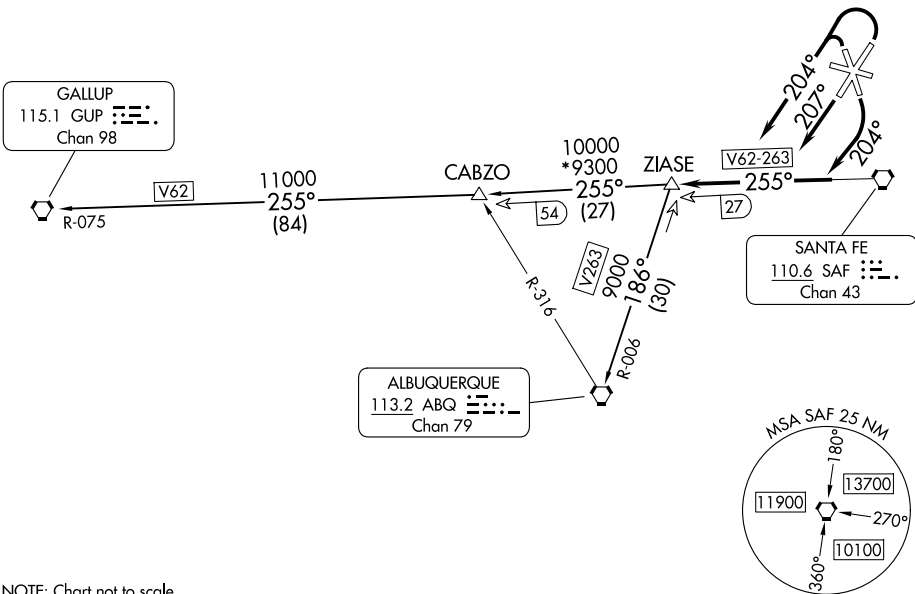 GALLUP
115.1 GUP
Chan 98
V62
11000
255°
(84)
R-075
CABZO
10000
*9300
255°
(27)
54
ZIASE
V62-263
255°
27
204°
207°
204°
SANTA FE
110.6 SAF
Chan 43
V263
9000
186°
(30)
R-006
R-316
ALBUQUERQUE
113.2 ABQ
Chan 79
MSA SAF 25 NM
180°
13700
11900
270°
10100
360°
NOTE: Chart not to scale